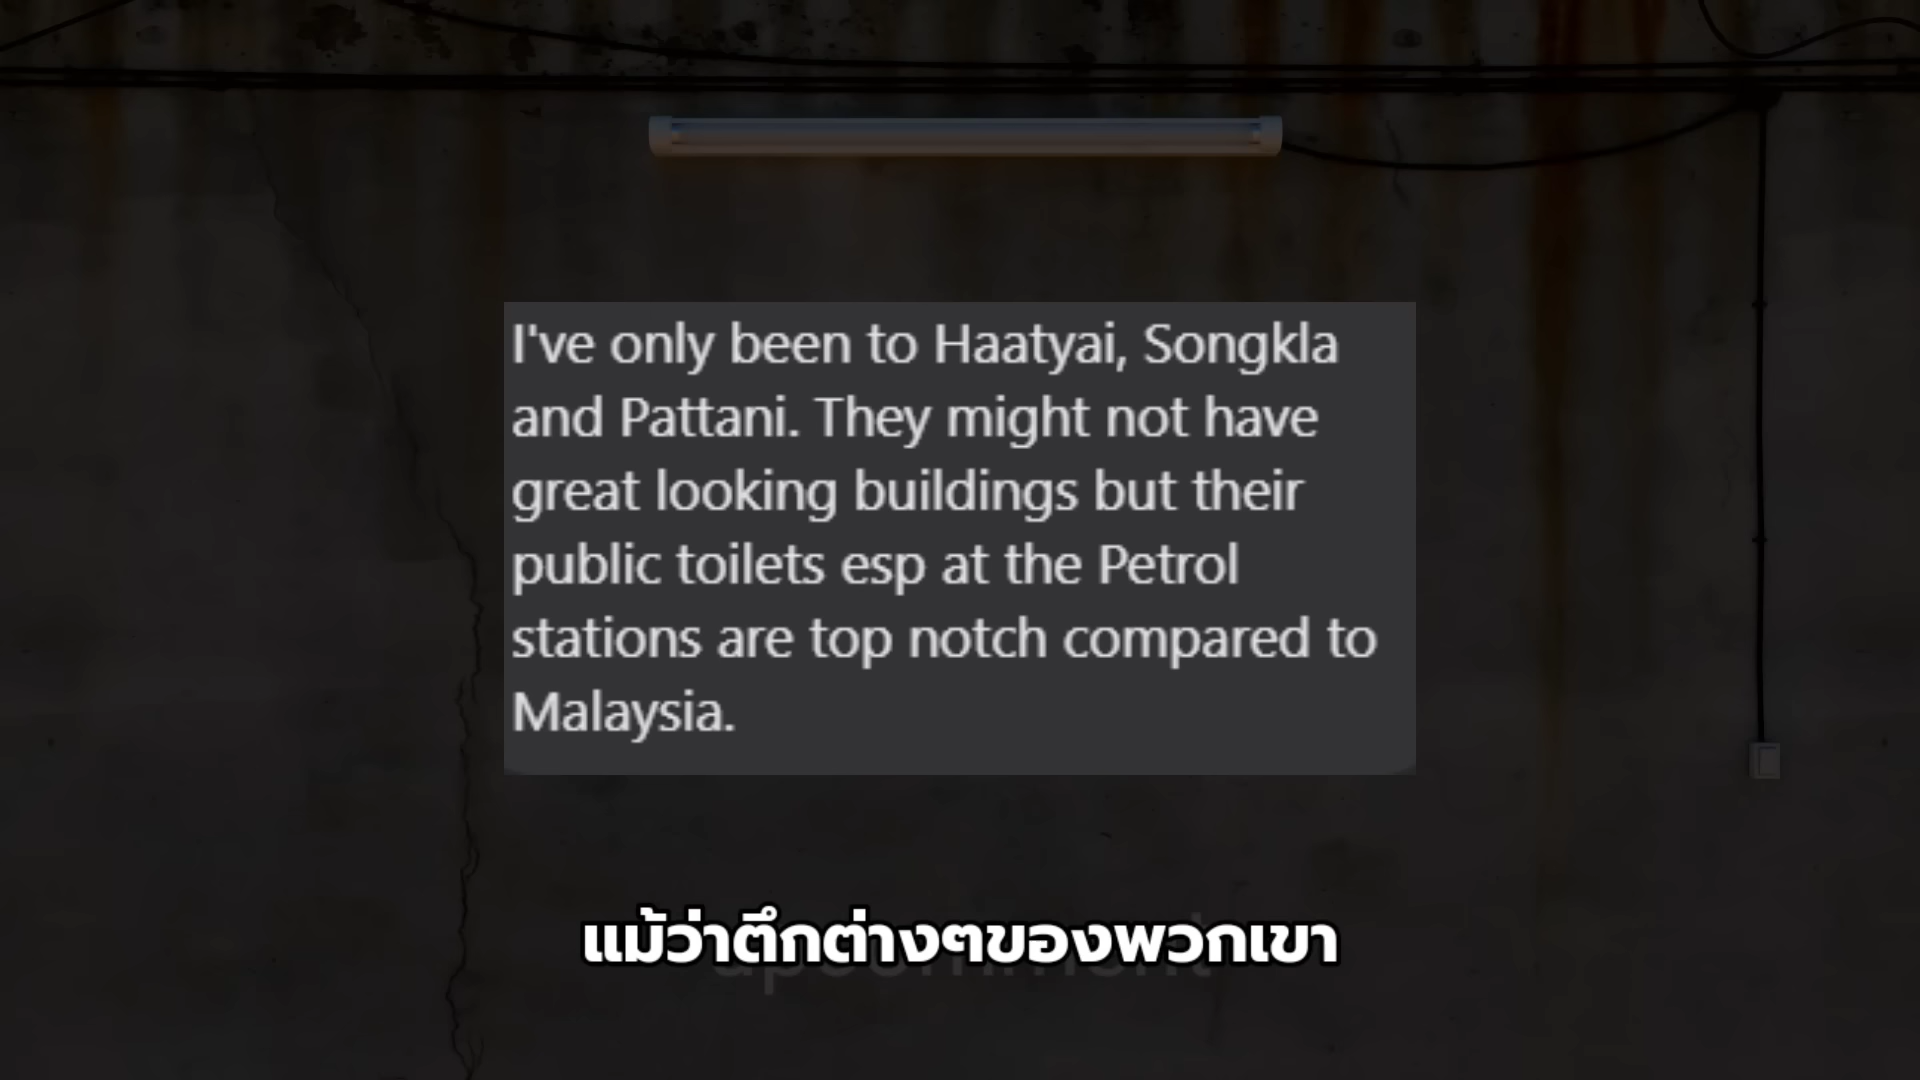 I've only been to Haatyai, Songkla
and Pattani. They might not have
great looking buildings but their
public toilets esp at the Petrol
stations are top notch compared to
Malaysia.
แม้ว่าตึกต่างๆของพวกเขา